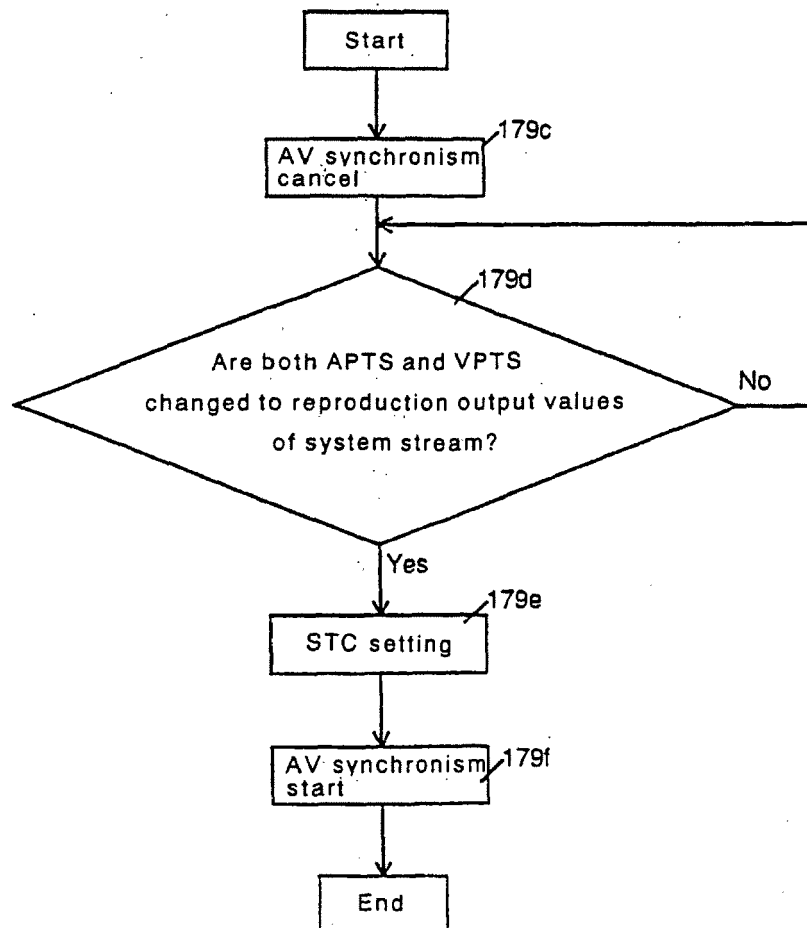 Start
179c
AV synchronism
cancel
179d
Are both APTS and VPTS
changed to reproduction output values
of system stream?
No
Yes
179e
STC setting
AV synchronism
start
179f
End